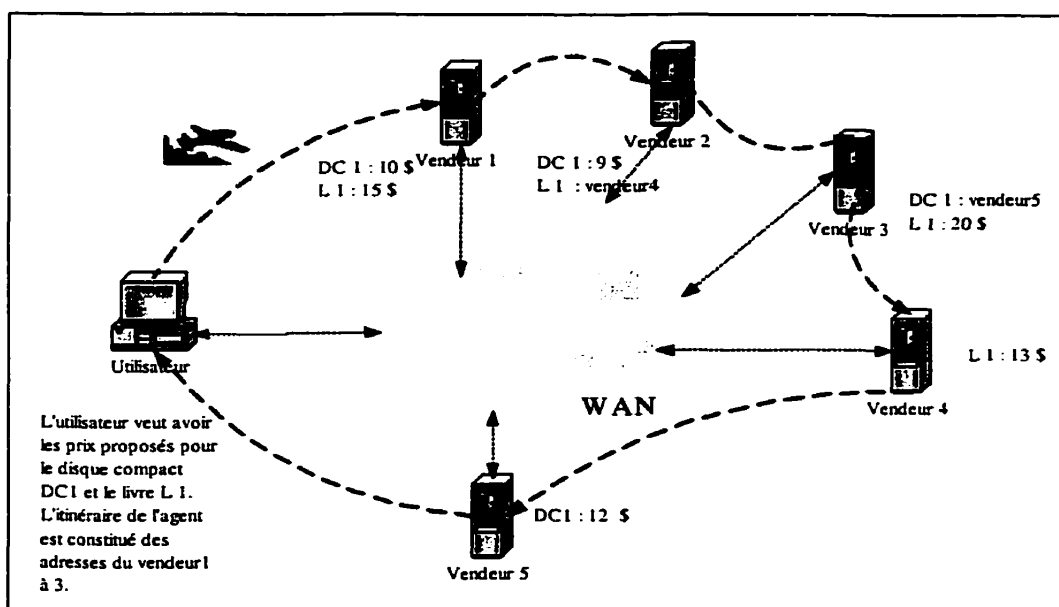 Vendeur 1
DC 1 : 10 $
L 1 : 15 $
Vendeur 2
DC 1 : 9 $
L 1 : vendeur4
Vendeur 3
DC 1 : vendeur5
L 1 : 20 $
Utilisateur
L 1 : 13 $
Vendeur 4
WAN
L'utilisateur veut avoir
les prix proposés pour
le disque compact
DC1 et le livre L 1.
L'itinéraire de l'agent
est constitué des
adresses du vendeur1
à 3.
DC1 : 12 $
Vendeur 5